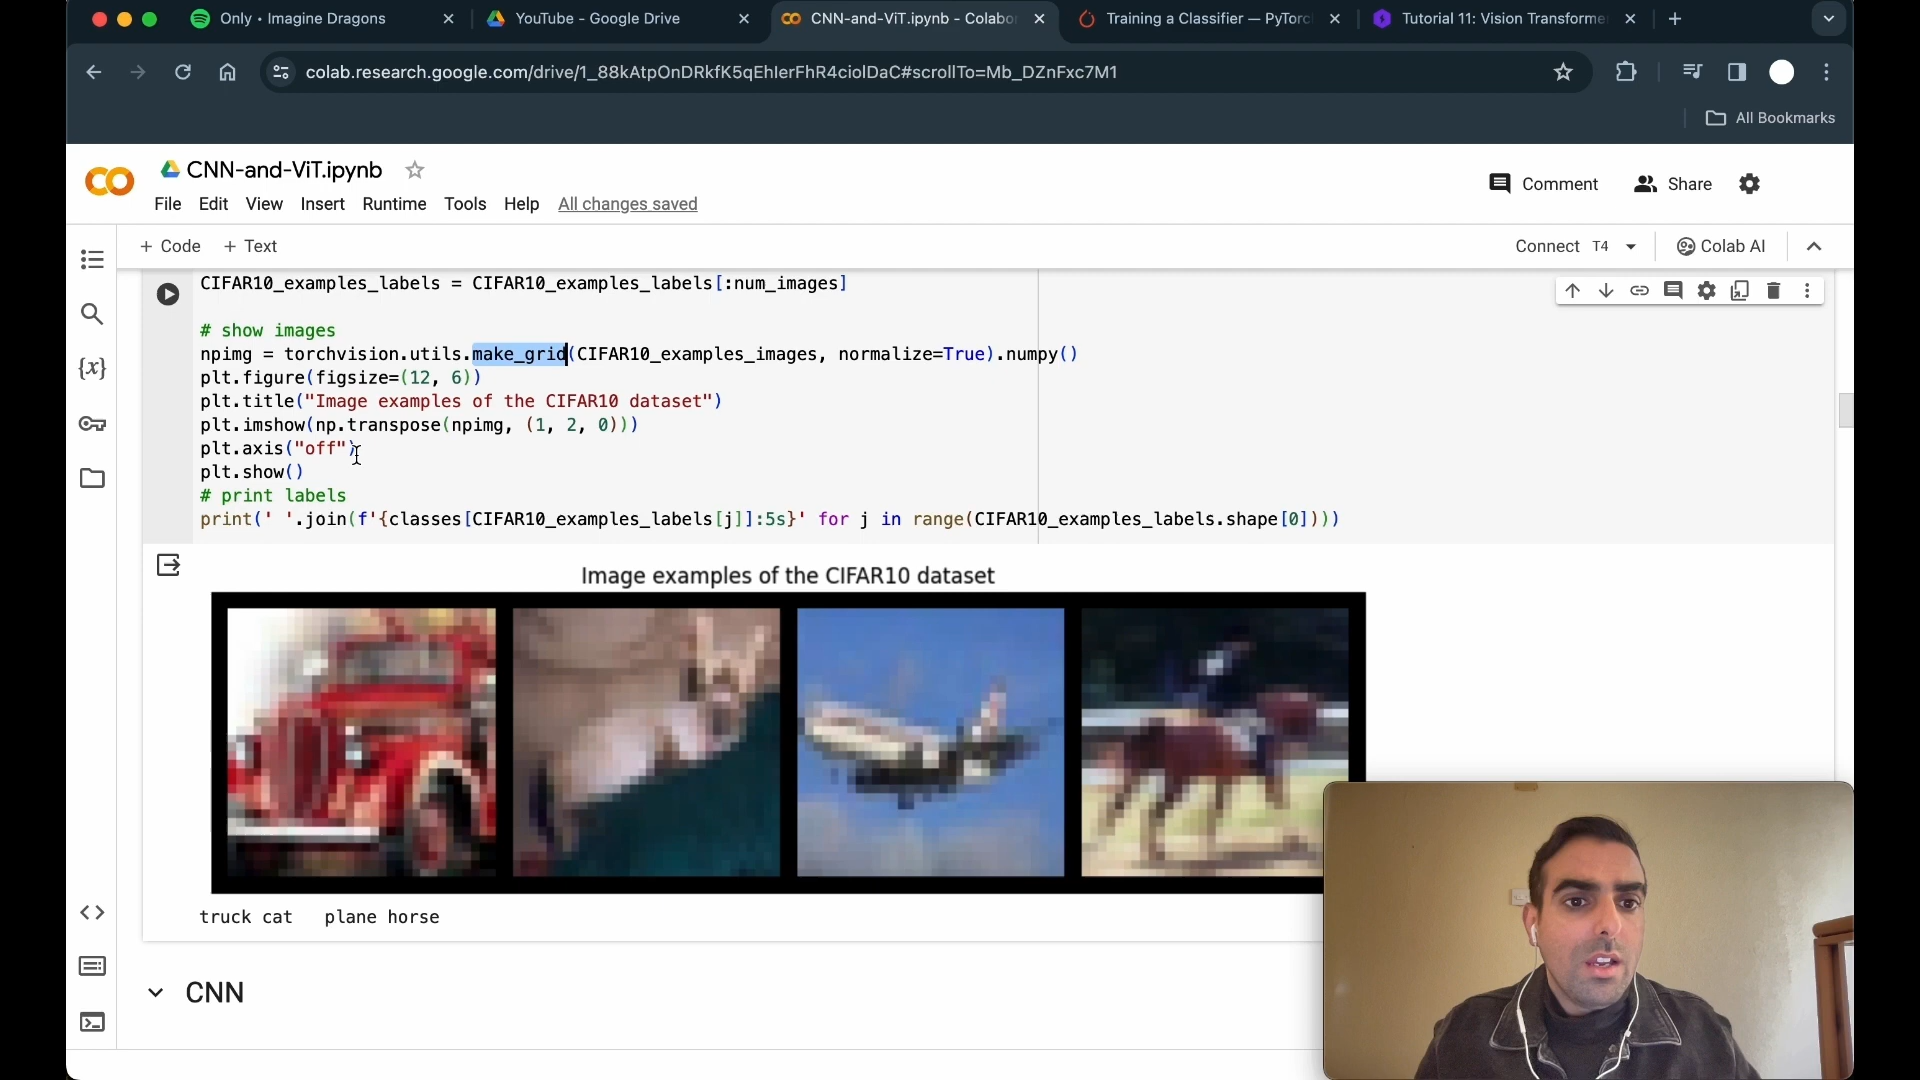 Only • Imagine Dragons
YouTube - Google Drive
CNN-and-ViT.ipynb - Colabo
Training a Classifier — PyTorc
Tutorial 11: Vision Transforme
colab.research.google.com/drive/1_88kAtpOnDRkfK5qEhIerFhR4ciolDaC#scrollTo=Mb_DZnFxc7M1
All Bookmarks
CNN-and-ViT.ipynb
Comment
Share
File Edit View Insert Runtime Tools Help All changes saved
+ Code + Text
Connect T4
Colab AI
CIFAR10_examples_labels = CIFAR10_examples_labels[:num_images]
# show images
npimg = torchvision.utils.make_grid(CIFAR10_examples_images, normalize=True).numpy()
plt.figure(figsize=(12, 6))
plt.title("Image examples of the CIFAR10 dataset")
plt.imshow(np.transpose(npimg, (1, 2, 0)))
plt.axis("off")
plt.show()
# print labels
print(' '.join(f'{classes[CIFAR10_examples_labels[j]]:5s}' for j in range(CIFAR10_examples_labels.shape[0])))
Image examples of the CIFAR10 dataset
truck cat   plane horse
CNN